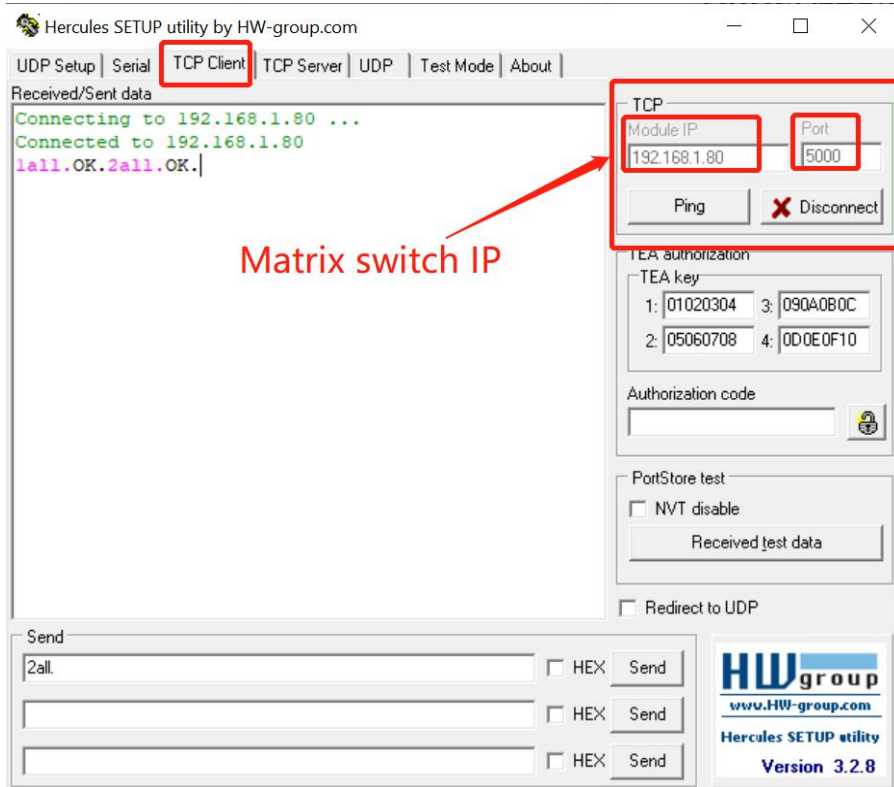 Hercules SETUP utility by HW-group.com
UDP Setup Serial TCP Client TCP Server UDP Test Mode About
Received/Sent data
Connecting to 192.168.1.80 ...
Connected to 192.168.1.80
1all.OK.2all.OK.
Matrix switch IP
TCP
Module IP Port
192.168.1.80 5000
Ping Disconnect
TEA authorization
TEA key
1: 01020304 3: 090A0B0C
2: 05060708 4: 0D0E0F10
Authorization code
PortStore test
NVT disable
Received test data
Redirect to UDP
Send
2all. HEX Send
HEX Send
HEX Send
HW group
www.HW-group.com
Hercules SETUP utility
Version 3.2.8